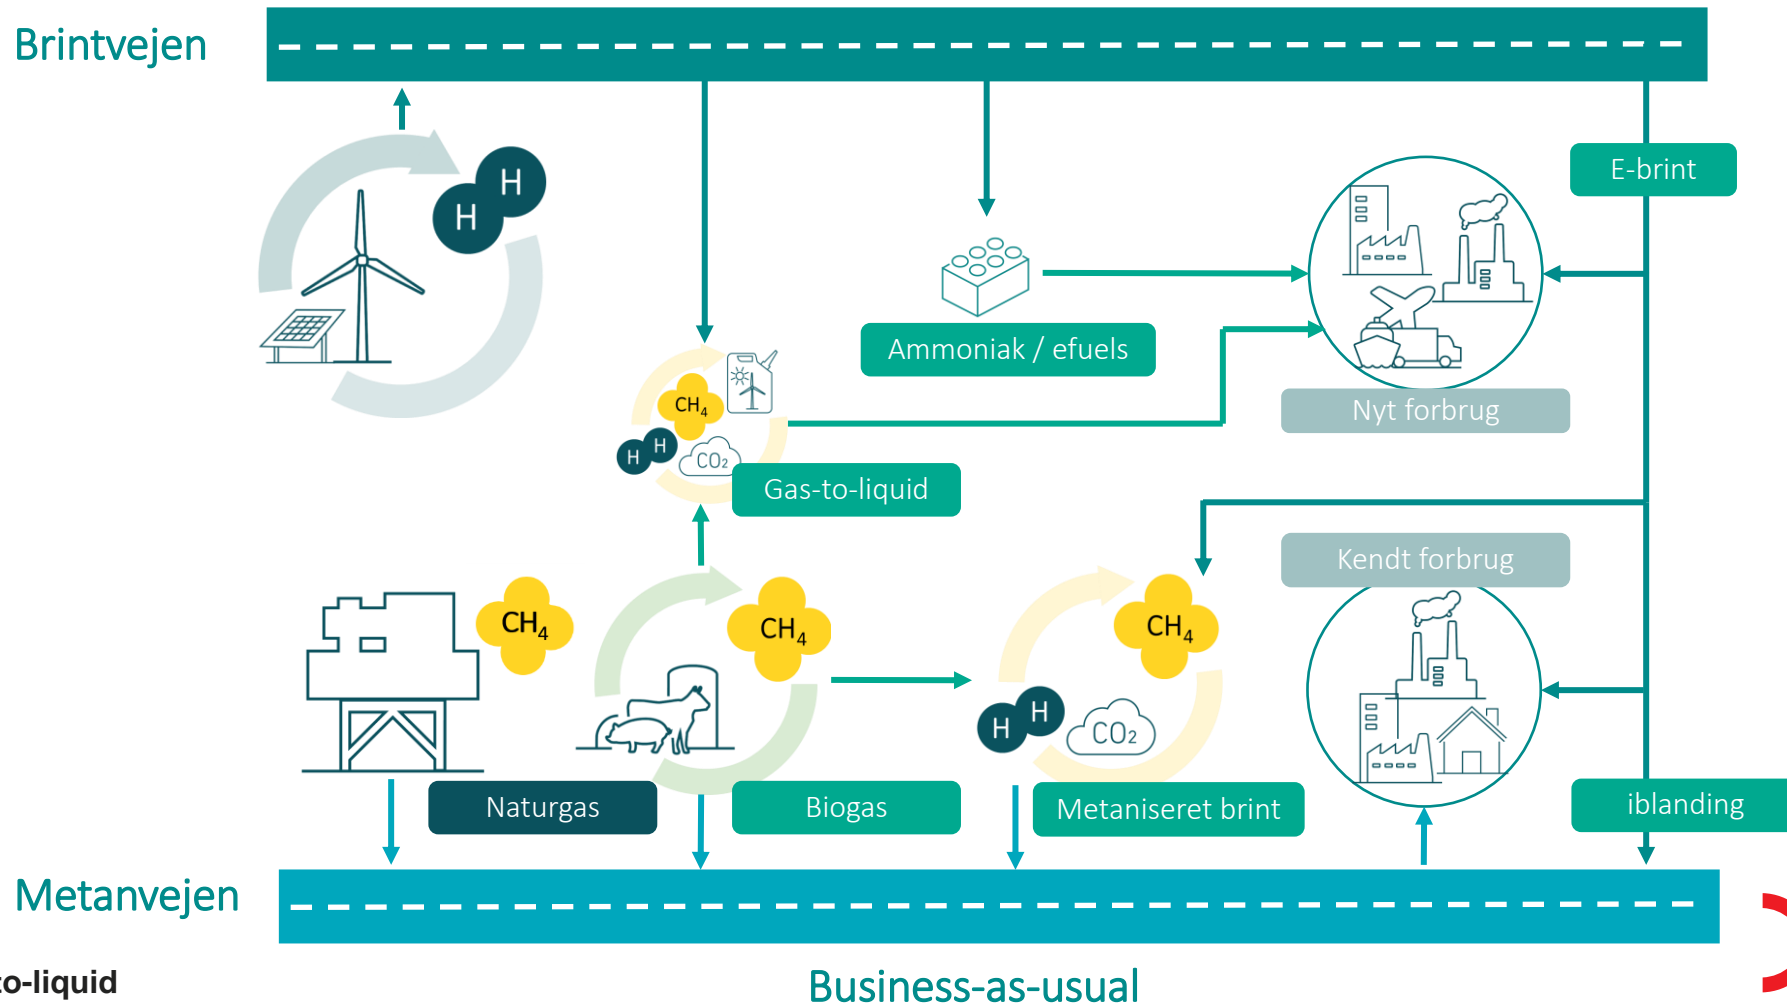 Brintvejen
H
H
E-brint
Ammoniak / efuels
CH4
H
H
CO2
Nyt forbrug
Gas-to-liquid
Kendt forbrug
CH4
CH4
CH4
H
H
CO2
Naturgas
Biogas
Metaniseret brint
iblanding
Metanvejen
to-liquid
Business-as-usual